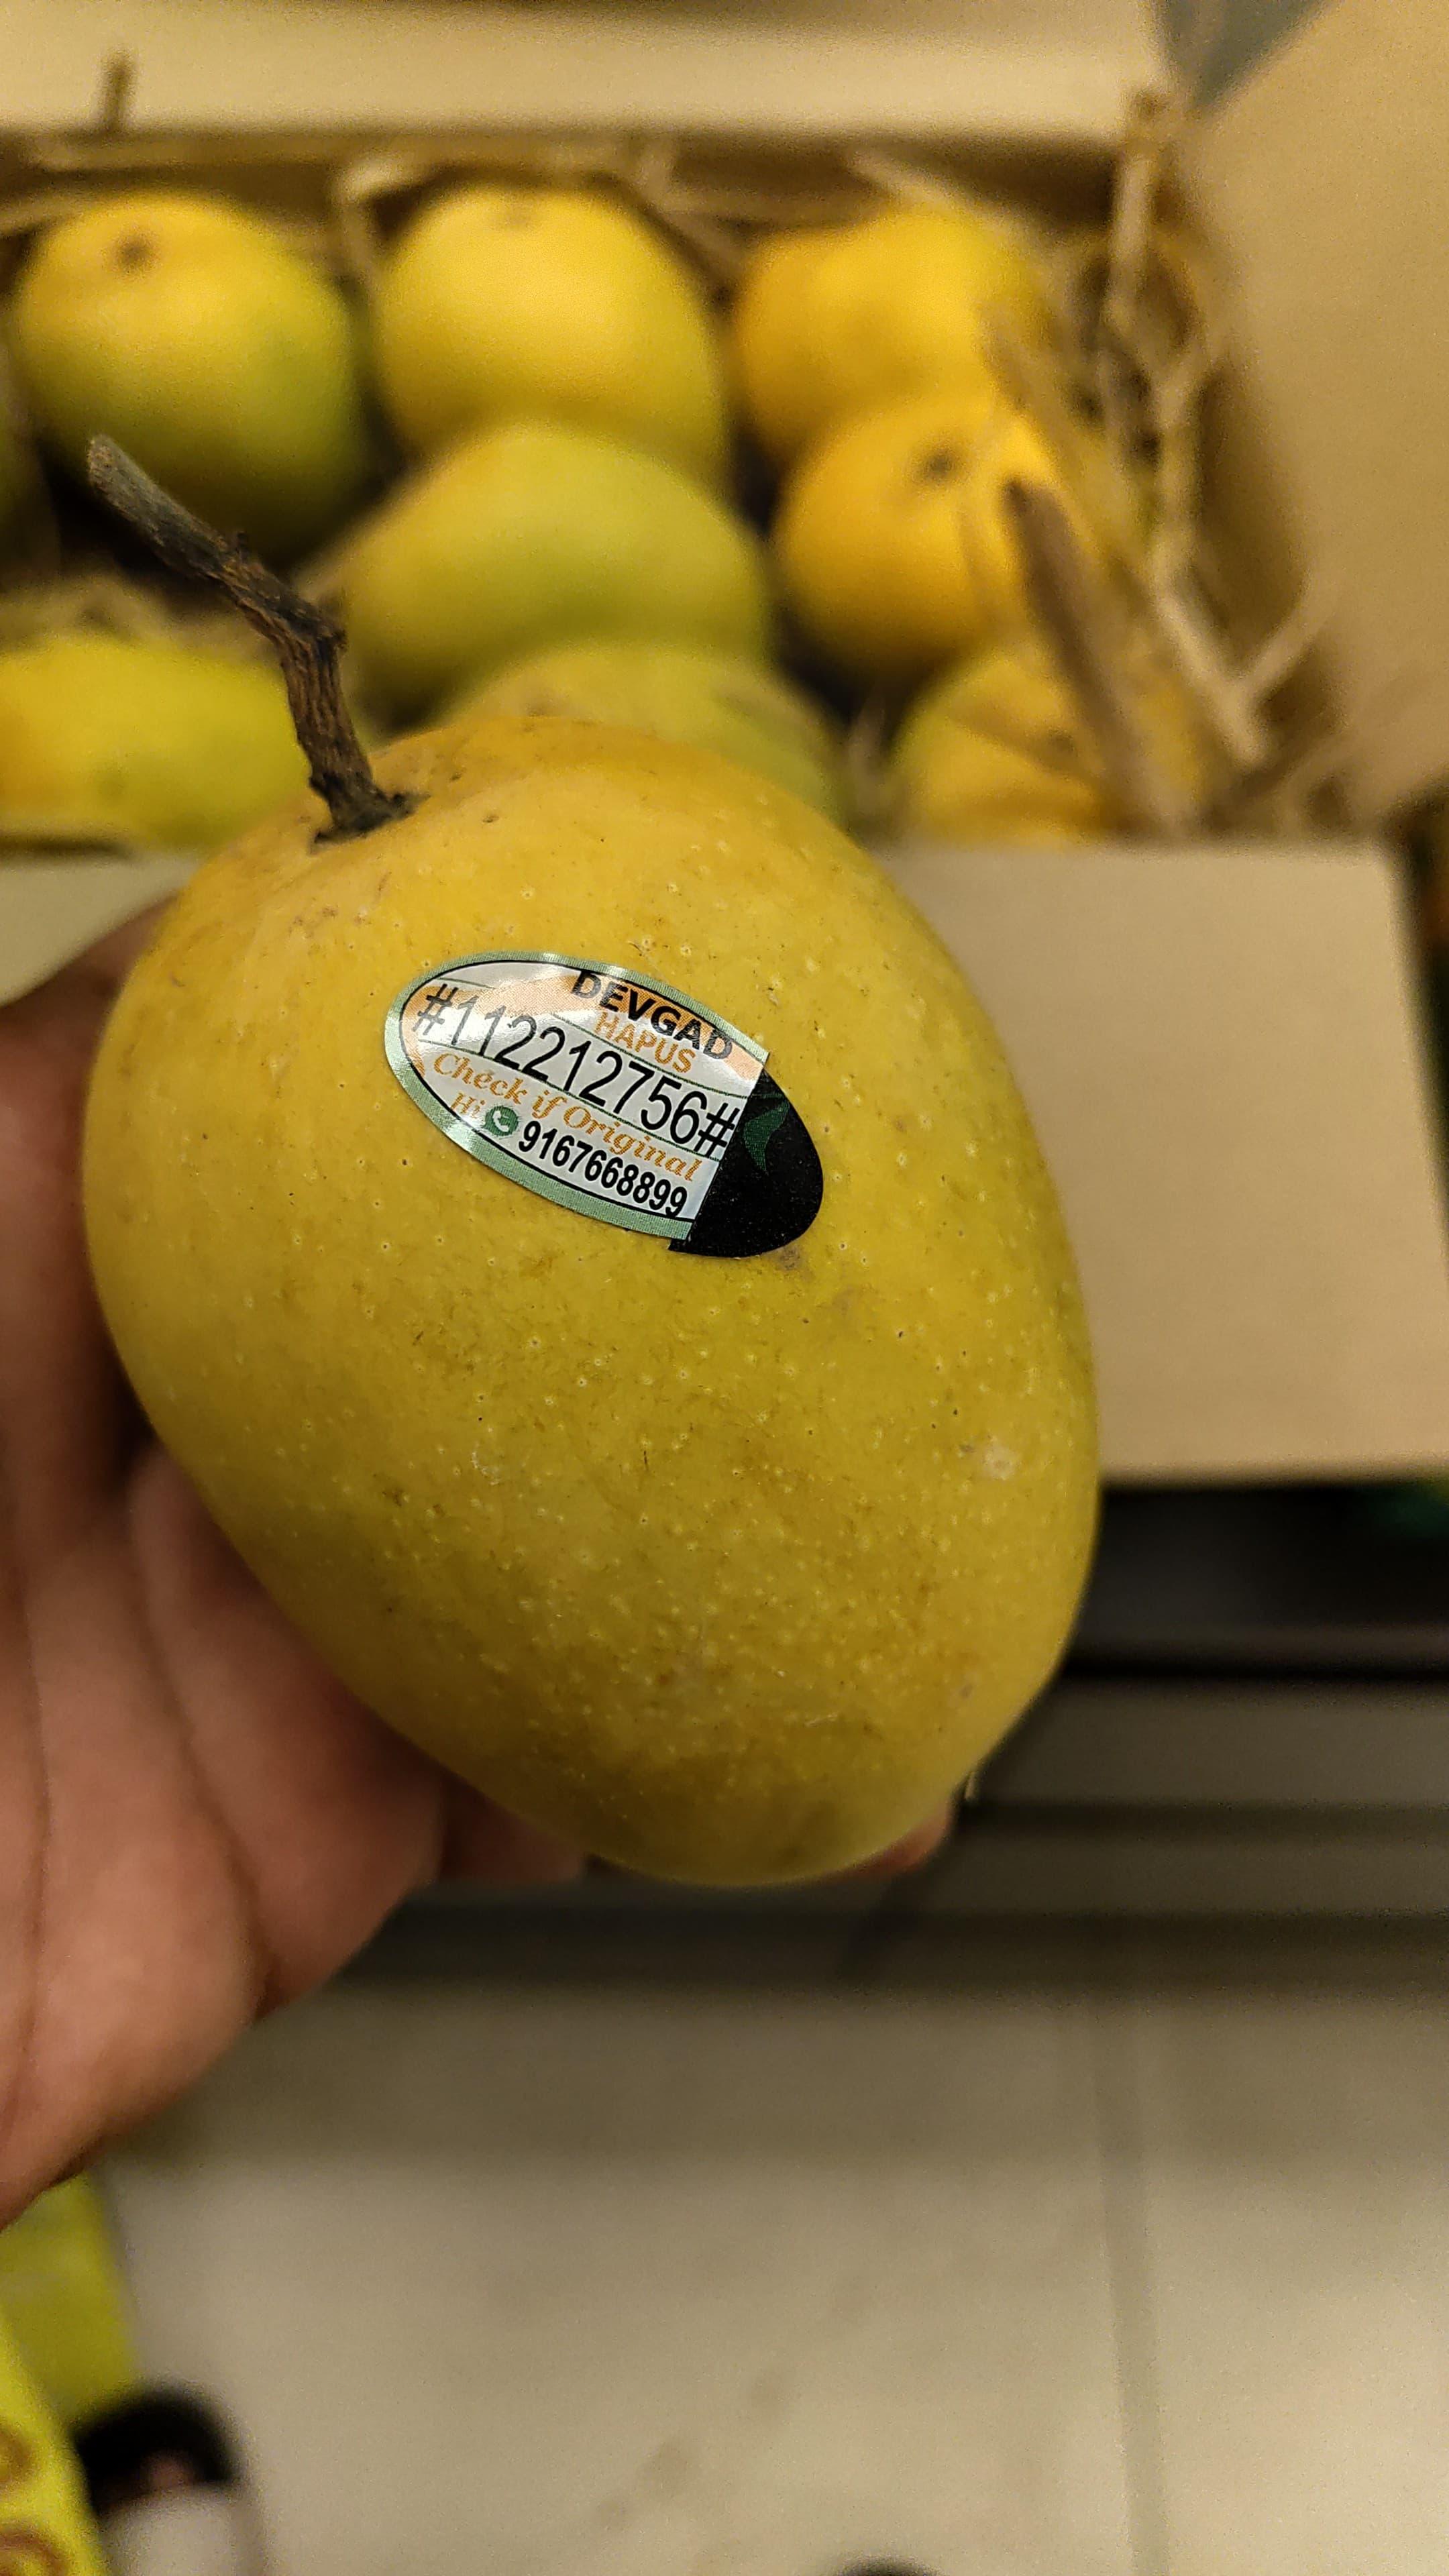 DEVGAD
HAPUS
#112212756#
Check if Original
Hi 9167668899